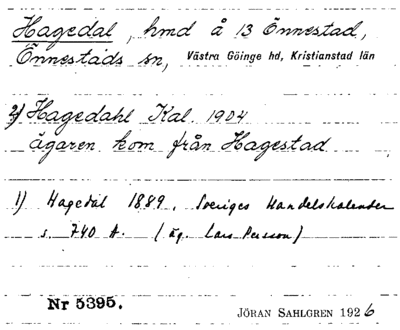 Hagedal, hmd å 13 Önnestad,
Önnestads sn, Västra Göinge hd, Kristianstad län
2) Hagedahl Kal. 1904
ägaren kom från Hagestad
1) Hagedal 1889. Sveriges Handelskalender
s. 740 A. (äg. Lars Persson)
Nr 5395.
JÖRAN SAHLGREN 1926